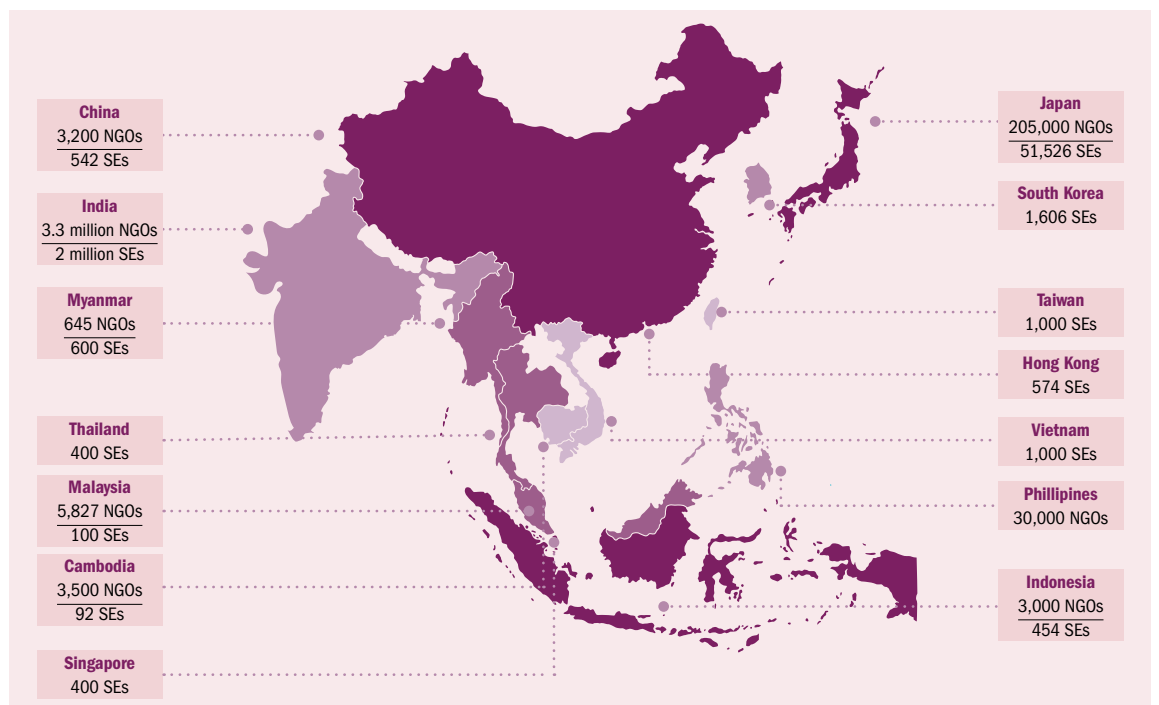 China
3,200 NGOs
542 SEs
India
3.3 million NGOs
2 million SEs
Myanmar
645 NGOs
600 SEs
Thailand
400 SEs
Malaysia
5,827 NGOs
100 SEs
Cambodia
3,500 NGOs
92 SEs
Singapore
400 SEs
Japan
205,000 NGOs
51,526 SEs
South Korea
1,606 SEs
Taiwan
1,000 SEs
Hong Kong
574 SEs
Vietnam
1,000 SEs
Phillipines
30,000 NGOs
Indonesia
3,000 NGOs
454 SEs